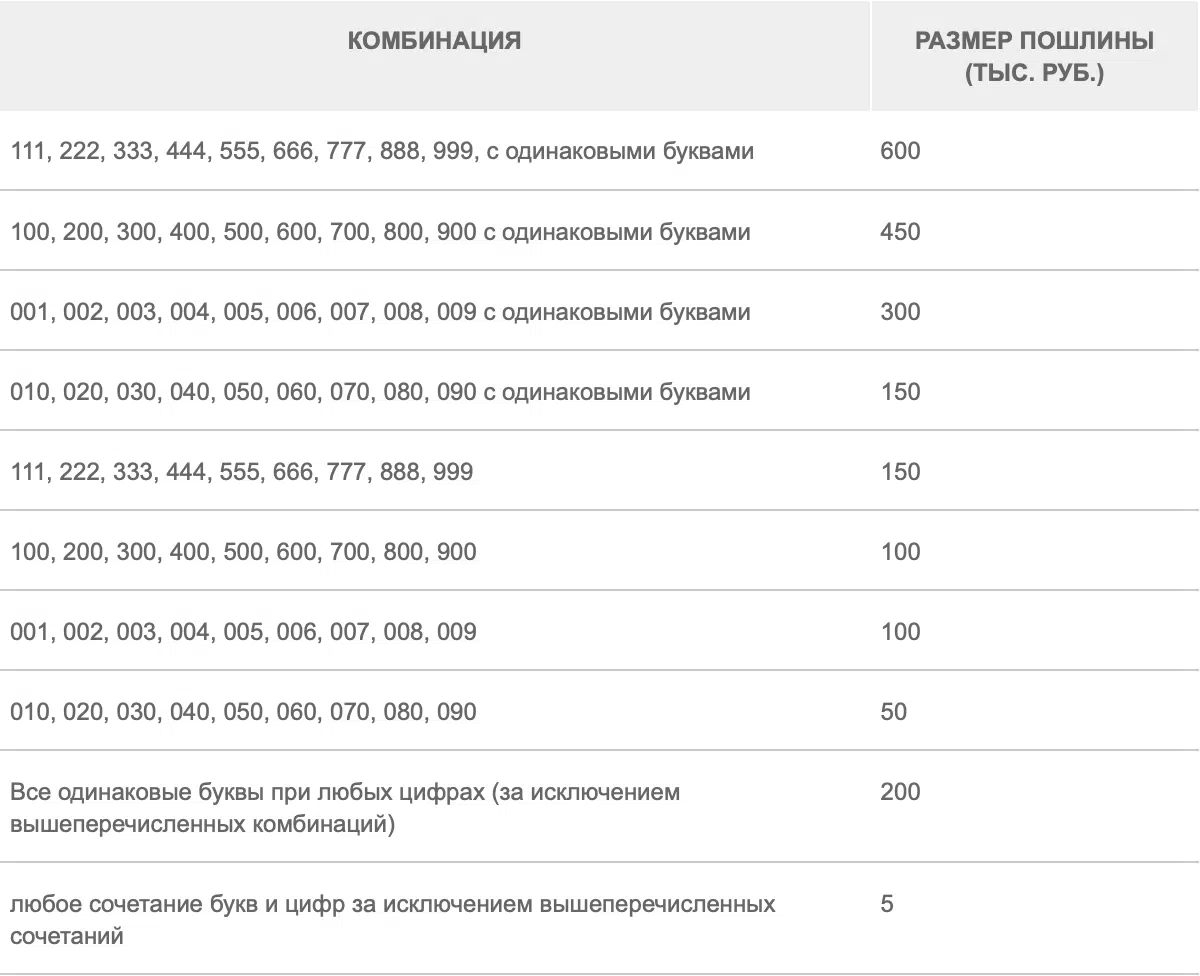 КОМБИНАЦИЯ
РАЗМЕР ПОШЛИНЫ
(ТЫС. РУБ.)
111, 222, 333, 444, 555, 666, 777, 888, 999, с одинаковыми буквами
600
100, 200, 300, 400, 500, 600, 700, 800, 900 с одинаковыми буквами
450
001, 002, 003, 004, 005, 006, 007, 008, 009 с одинаковыми буквами
300
010, 020, 030, 040, 050, 060, 070, 080, 090 с одинаковыми буквами
150
111, 222, 333, 444, 555, 666, 777, 888, 999
150
100, 200, 300, 400, 500, 600, 700, 800, 900
100
001, 002, 003, 004, 005, 006, 007, 008, 009
100
010, 020, 030, 040, 050, 060, 070, 080, 090
50
Все одинаковые буквы при любых цифрах (за исключением
вышеперечисленных комбинаций)
200
любое сочетание букв и цифр за исключением вышеперечисленных
сочетаний
5